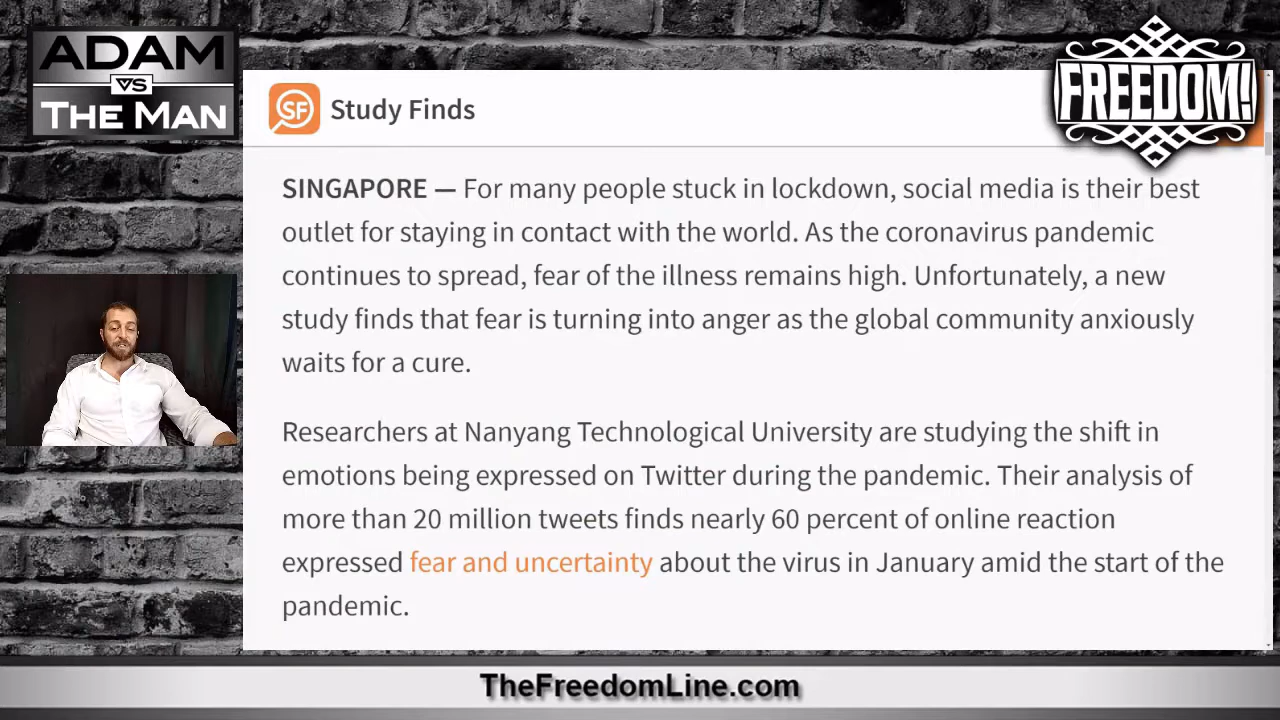 ADAM
VS
THE MAN
FREEDOM!
SF Study Finds
SINGAPORE — For many people stuck in lockdown, social media is their best
outlet for staying in contact with the world. As the coronavirus pandemic
continues to spread, fear of the illness remains high. Unfortunately, a new
study finds that fear is turning into anger as the global community anxiously
waits for a cure.
Researchers at Nanyang Technological University are studying the shift in
emotions being expressed on Twitter during the pandemic. Their analysis of
more than 20 million tweets finds nearly 60 percent of online reaction
expressed fear and uncertainty about the virus in January amid the start of the
pandemic.
TheFreedomLine.com